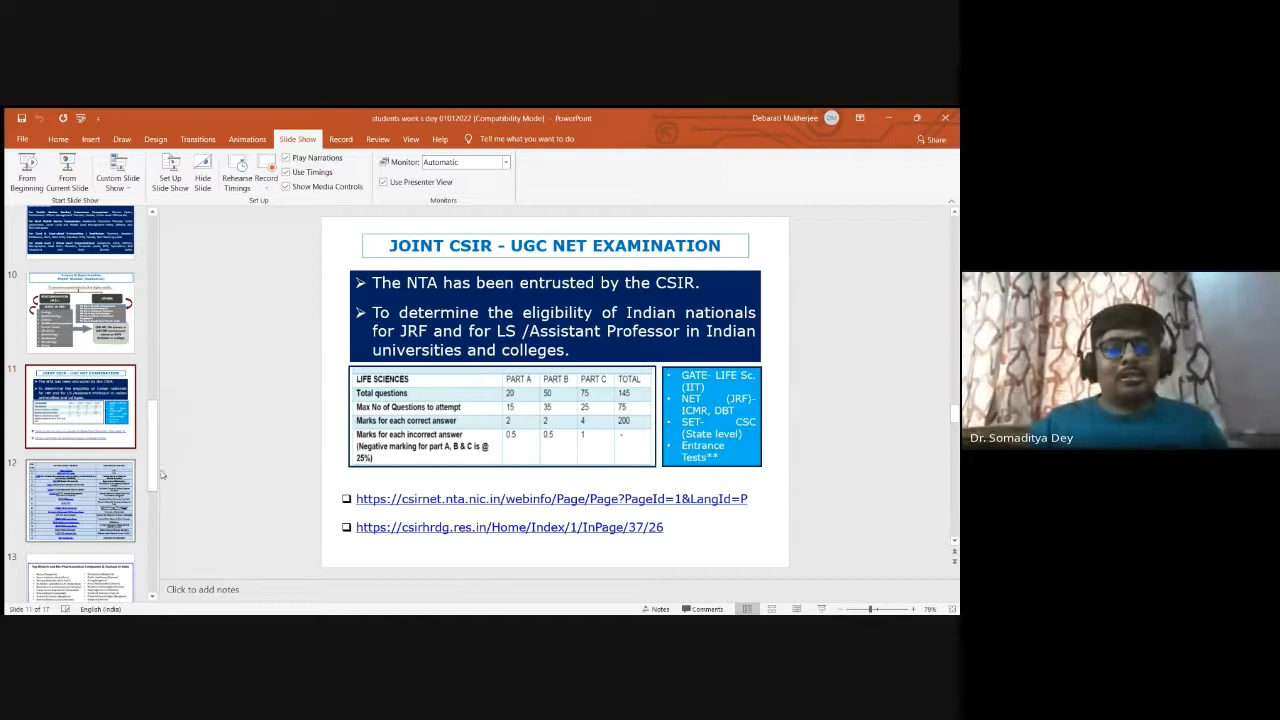 students week s dey 01012022 [Compatibility Mode] - PowerPoint
Debarati Mukherjee
DM
File Home Insert Draw Design Transitions Animations Slide Show Record Review View Help Tell me what you want to do
Share
From Beginning
From Current Slide
Custom Slide Show
Set Up Slide Show
Hide Slide
Rehearse Timings
Record
Play Narrations
Use Timings
Show Media Controls
Monitor: Automatic
Use Presenter View
Start Slide Show
Set Up
Monitors
10
11
JOINT CSIR - UGC NET EXAMINATION
12
13
JOINT CSIR - UGC NET EXAMINATION
➢ The NTA has been entrusted by the CSIR.
➢ To determine the eligibility of Indian nationals
for JRF and for LS /Assistant Professor in Indian
universities and colleges.
LIFE SCIENCES PART A PART B PART C TOTAL
Total questions 20 50 75 145
Max No of Questions to attempt 15 35 25 75
Marks for each correct answer 2 2 4 200
Marks for each incorrect answer 0.5 0.5 1 -
(Negative marking for part A, B & C is @
25%)
• GATE- LIFE Sc.
(IIT)
• NET (JRF)-
ICMR, DBT
• SET- CSC
(State level)
• Entrance
Tests**
https://csirnet.nta.nic.in/webinfo/Page/Page?PageId=1&LangId=P
https://csirhrdg.res.in/Home/Index/1/InPage/37/26
Click to add notes
Slide 11 of 17
English (India)
Notes
Comments
79%
Dr. Somaditya Dey